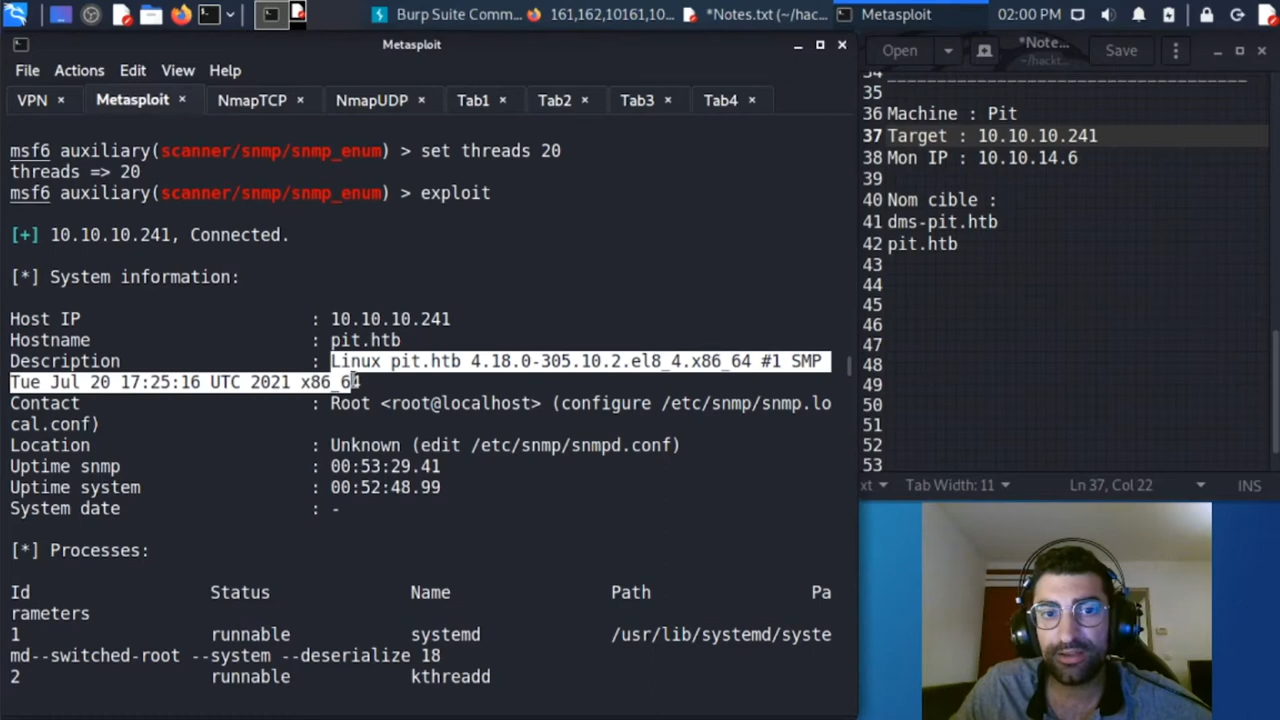 Burp Suite Comm...
161,162,10161,10...
*Notes.txt (~/hackt...
Metasploit
02:00 PM
Metasploit
File Actions Edit View Help
VPN × Metasploit × NmapTCP × NmapUDP × Tab1 × Tab2 × Tab3 × Tab4 ×
msf6 auxiliary(scanner/snmp/snmp_enum) > set threads 20
threads => 20
msf6 auxiliary(scanner/snmp/snmp_enum) > exploit
[+] 10.10.10.241, Connected.
[*] System information:
Host IP : 10.10.10.241
Hostname : pit.htb
Description : Linux pit.htb 4.18.0-305.10.2.el8_4.x86_64 #1 SMP
Tue Jul 20 17:25:16 UTC 2021 x86_64
Contact : Root <root@localhost> (configure /etc/snmp/snmp.lo
cal.conf)
Location : Unknown (edit /etc/snmp/snmpd.conf)
Uptime snmp : 00:53:29.41
Uptime system : 00:52:48.99
System date : -
[*] Processes:
Id Status Name Path Pa
rameters
1 runnable systemd /usr/lib/systemd/syste
md--switched-root --system --deserialize 18
2 runnable kthreadd
Open
*Note...
~/hackt...
Save
34 ------------------------------------
35
36 Machine : Pit
37 Target : 10.10.10.241
38 Mon IP : 10.10.14.6
39
40 Nom cible :
41 dms-pit.htb
42 pit.htb
43
44
45
46
47
48
49
50
51
52
53
xt Tab Width: 11 Ln 37, Col 22 INS